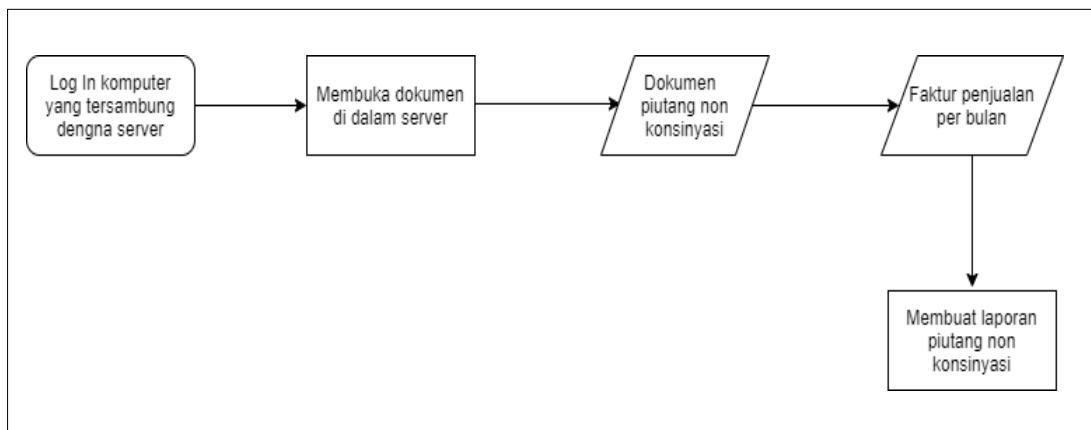 Log In komputer
yang tersambung
dengna server
Membuka dokumen
di dalam server
Dokumen
piutang non
konsinyasi
Faktur penjualan
per bulan
Membuat laporan
piutang non
konsinyasi